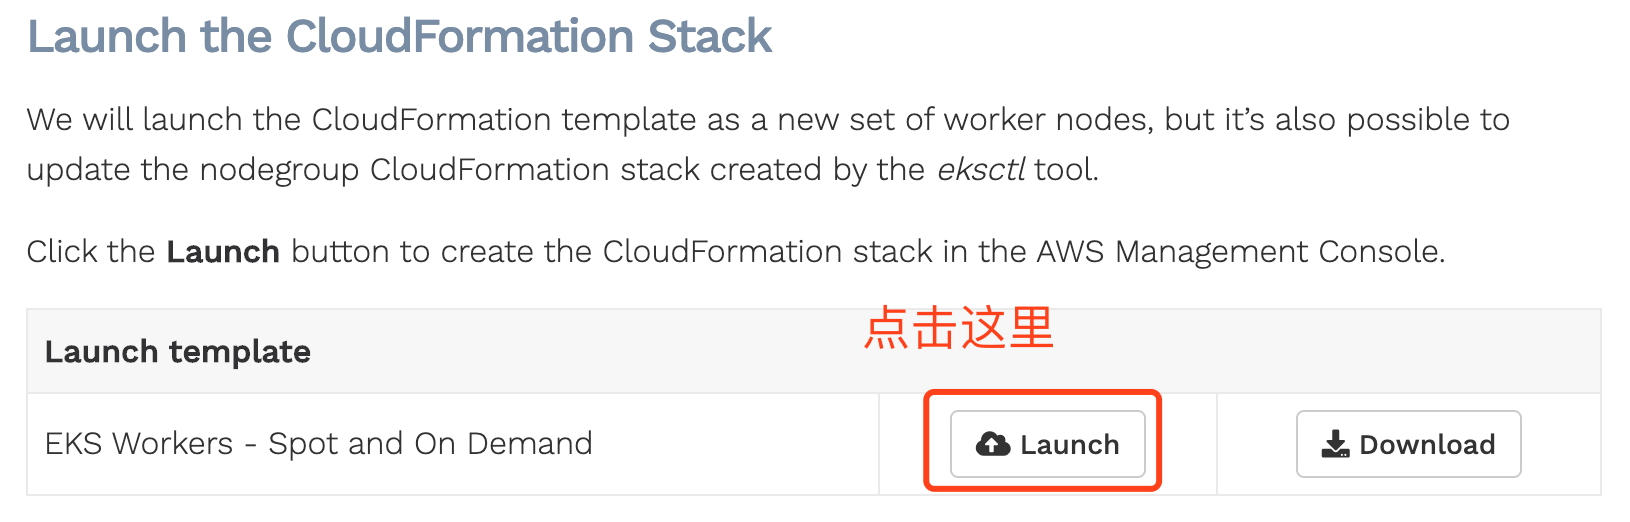 Launch the CloudFormation Stack
We will launch the CloudFormation template as a new set of worker nodes, but it’s also possible to
update the nodegroup CloudFormation stack created by the eksctl tool.
Click the Launch button to create the CloudFormation stack in the AWS Management Console.
点击这里
Launch template
EKS Workers - Spot and On Demand
Launch
Download